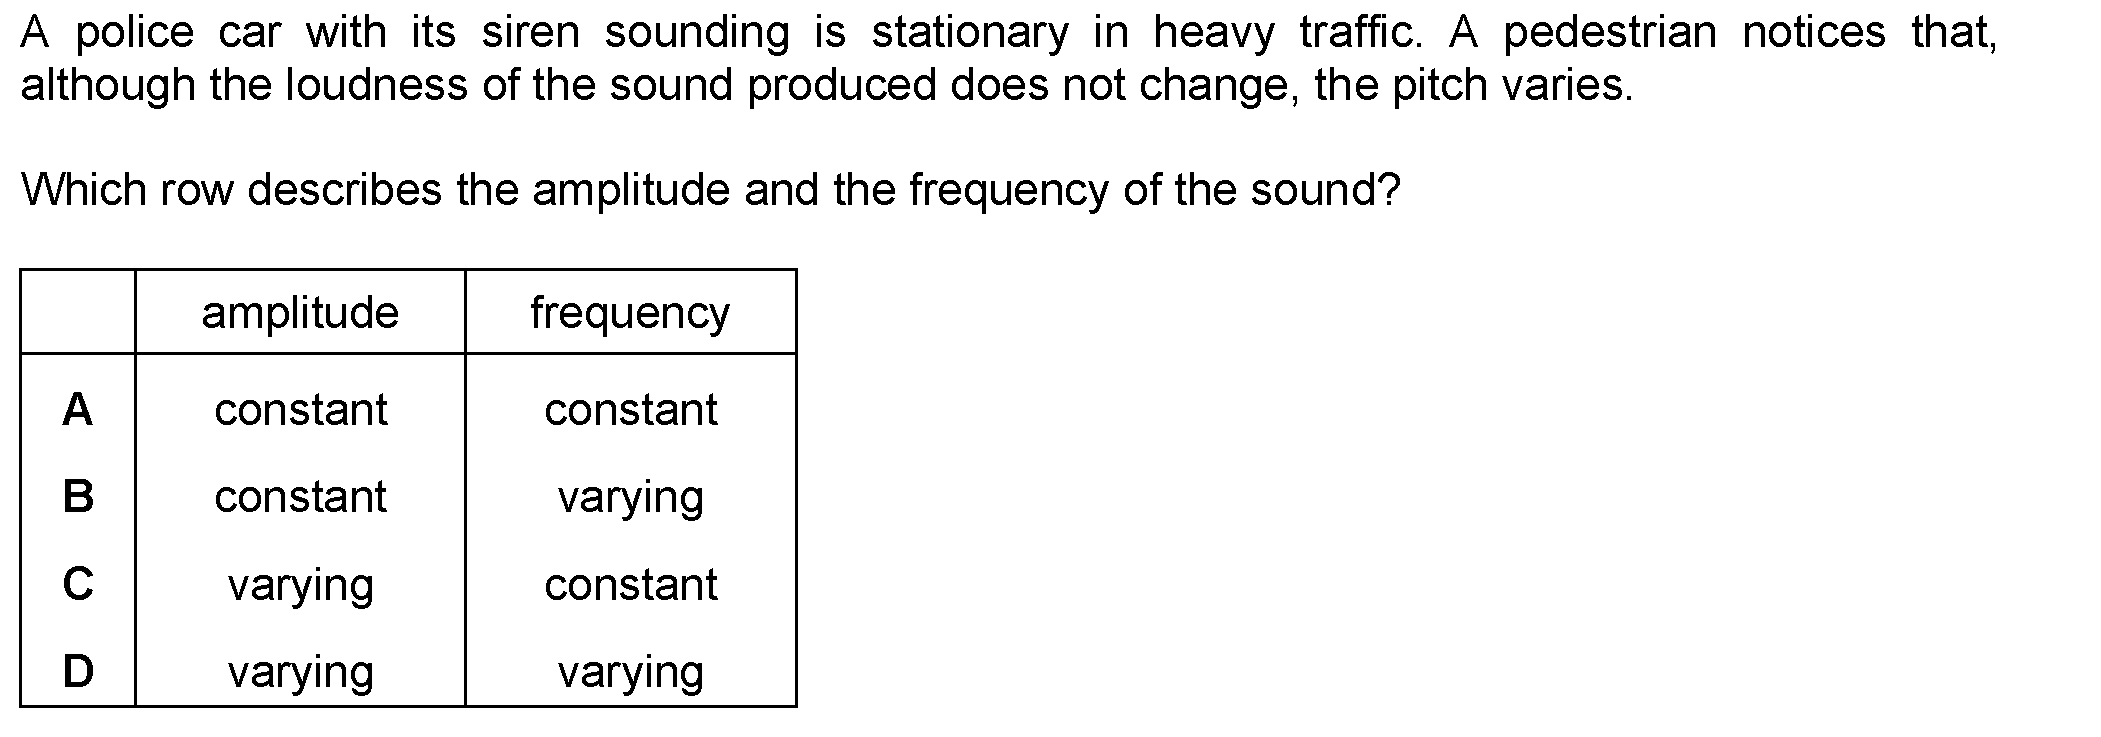 A police car with its siren sounding is stationary in heavy traffic. A pedestrian notices that,
although the loudness of the sound produced does not change, the pitch varies.
Which row describes the amplitude and the frequency of the sound?
amplitude frequency
A constant constant
B constant varying
C varying constant
D varying varying